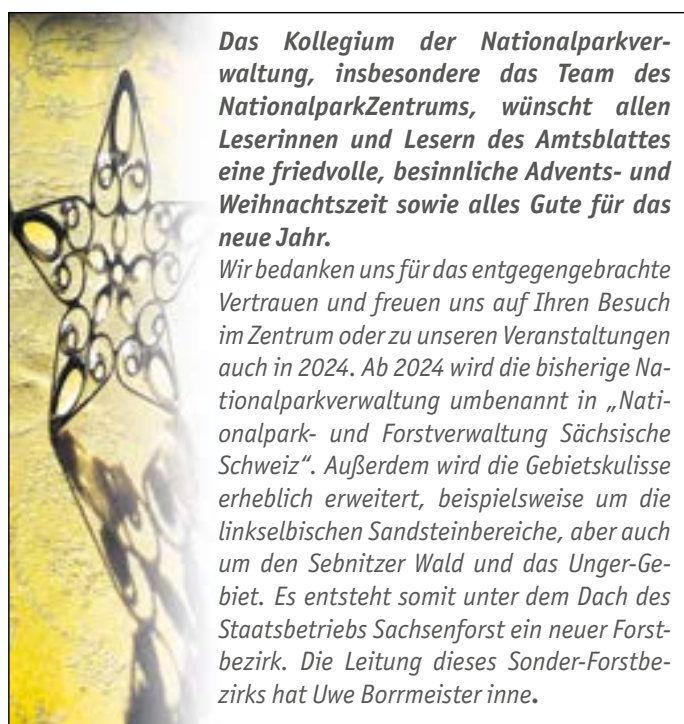 Das Kollegium der Nationalparkver-
waltung, insbesondere das Team des
NationalparkZentrums, wünscht allen
Leserinnen und Lesern des Amtsblattes
eine friedvolle, besinnliche Advents- und
Weihnachtszeit sowie alles Gute für das
neue Jahr.
Wir bedanken uns für das entgegengebrachte
Vertrauen und freuen uns auf Ihren Besuch
im Zentrum oder zu unseren Veranstaltungen
auch in 2024. Ab 2024 wird die bisherige Na-
tionalparkverwaltung umbenannt in „Nati-
onalpark- und Forstverwaltung Sächsische
Schweiz“. Außerdem wird die Gebietskulisse
erheblich erweitert, beispielsweise um die
linkselbischen Sandsteinbereiche, aber auch
um den Sebnitzer Wald und das Unger-Ge-
biet. Es entsteht somit unter dem Dach des
Staatsbetriebs Sachsenforst ein neuer Forst-
bezirk. Die Leitung dieses Sonder-Forstbe-
zirks hat Uwe Borrmeister inne.